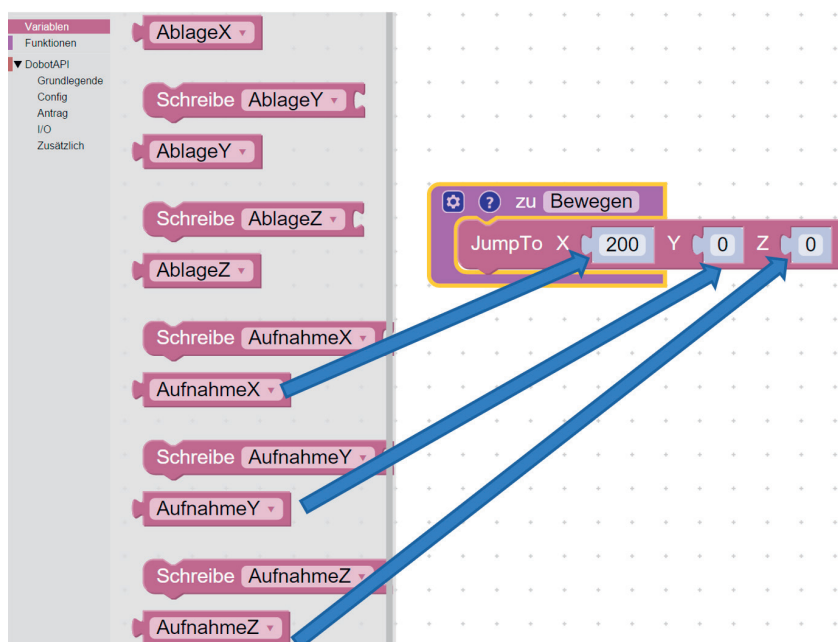 Variablen
Funktionen
DobotAPI
Grundlegende
Config
Antrag
I/O
Zusätzlich
AblageX
Schreibe AblageY
AblageY
Schreibe AblageZ
AblageZ
Schreibe AufnahmeX
AufnahmeX
Schreibe AufnahmeY
AufnahmeY
Schreibe AufnahmeZ
AufnahmeZ
? zu Bewegen
JumpTo X 200 Y 0 Z 0